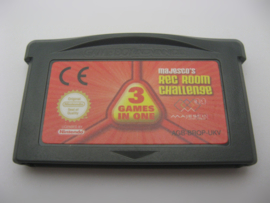 CE
MAJESCO'S
REC ROOM
CHALLENGE
3
GAMES
IN ONE
MAJESCO
Nintendo